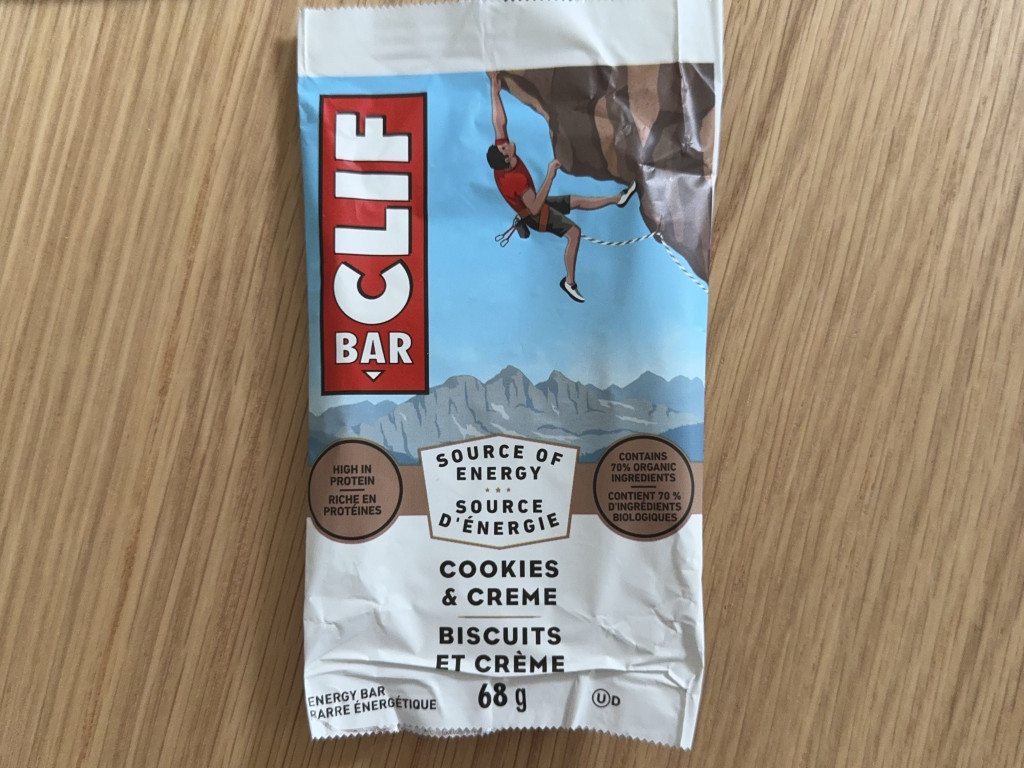 CLIF
BAR
HIGH IN
PROTEIN
RICHE EN
PROTÉINES
SOURCE OF
ENERGY
SOURCE
D'ÉNERGIE
CONTAINS
70% ORGANIC
INGREDIENTS
CONTIENT 70 %
D'INGRÉDIENTS
BIOLOGIQUES
COOKIES
& CREME
BISCUITS
ET CRÈME
ENERGY BAR
BARRE ÉNERGÉTIQUE
68 g
U D